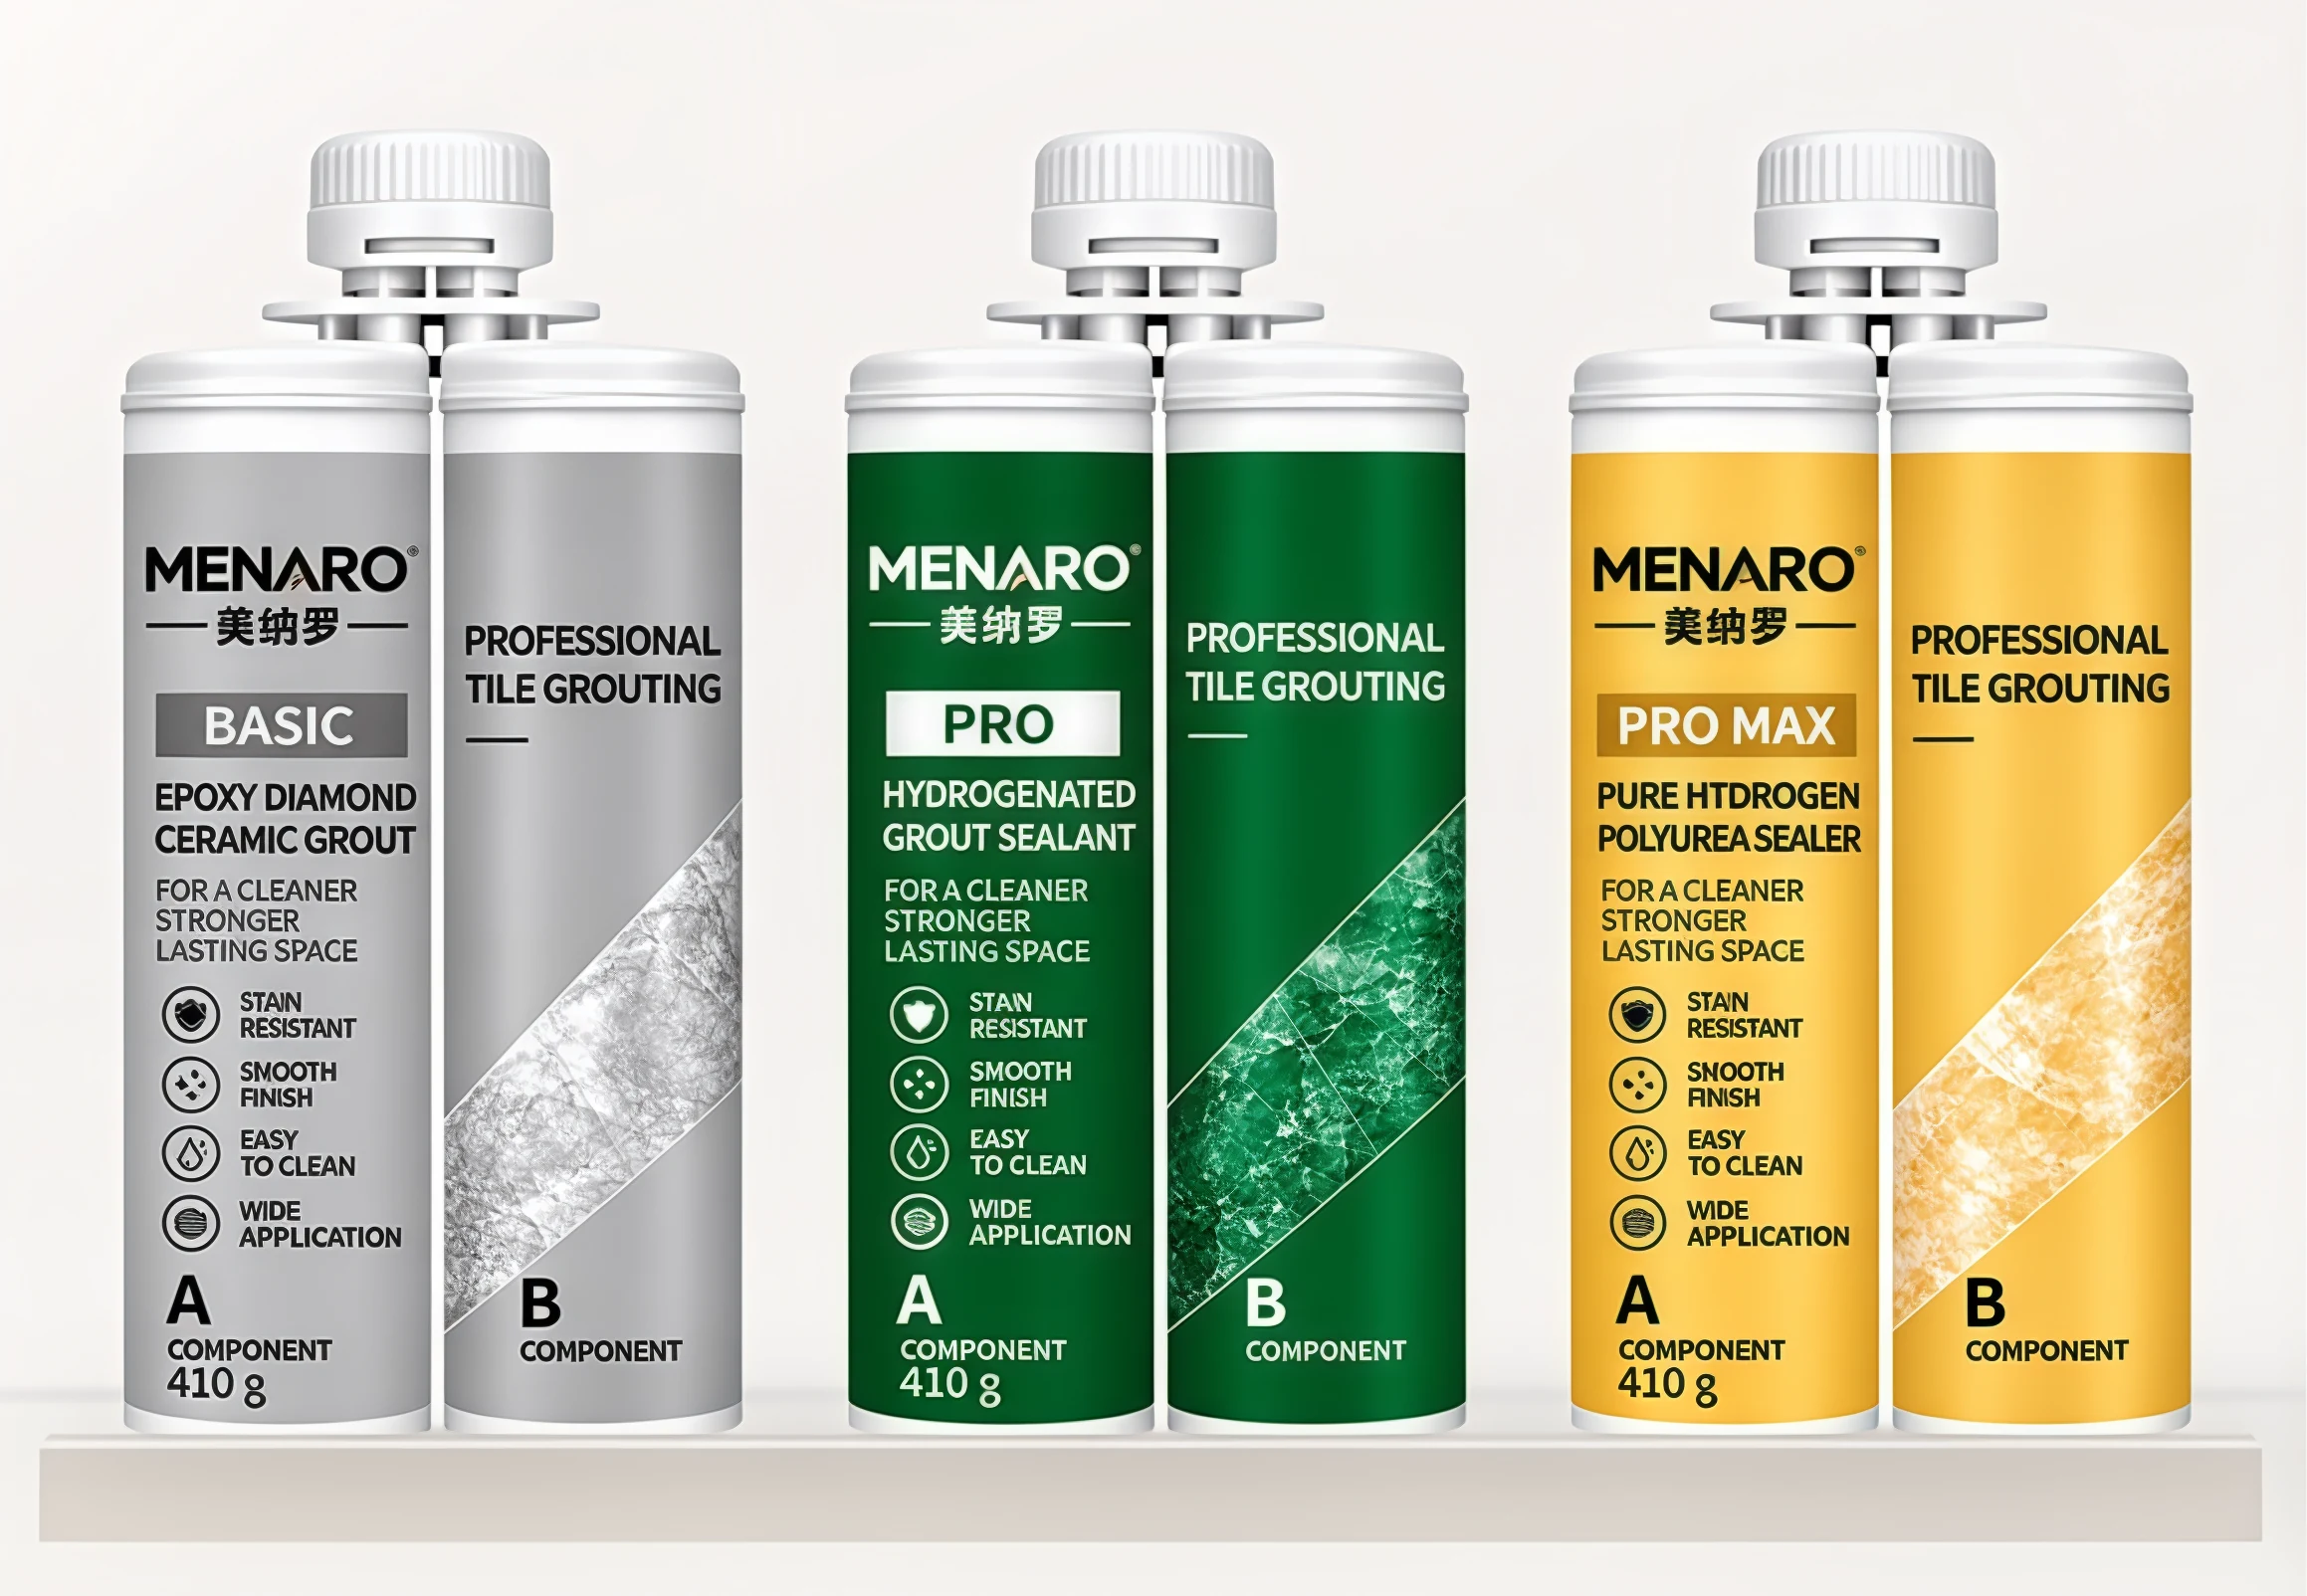 MENARO®
美纳罗
BASIC
EPOXY DIAMOND
CERAMIC GROUT
FOR A CLEANER
STRONGER
LASTING SPACE
STAIN
RESISTANT
SMOOTH
FINISH
EASY
TO CLEAN
WIDE
APPLICATION
A
COMPONENT
410 g
PROFESSIONAL
TILE GROUTING
B
COMPONENT
MENARO®
美纳罗
PRO
HYDROGENATED
GROUT SEALANT
FOR A CLEANER
STRONGER
LASTING SPACE
STAIN
RESISTANT
SMOOTH
FINISH
EASY
TO CLEAN
WIDE
APPLICATION
A
COMPONENT
410 g
PROFESSIONAL
TILE GROUTING
B
COMPONENT
MENARO®
美纳罗
PRO MAX
PURE HTDROGEN
POLYUREA SEALER
FOR A CLEANER
STRONGER
LASTING SPACE
STAIN
RESISTANT
SNOOTH
FINISH
EASY
TO CLEAN
WIDE
APPLICATION
A
COMPONENT
410 g
PROFESSIONAL
TILE GROUTING
B
COMPONENT